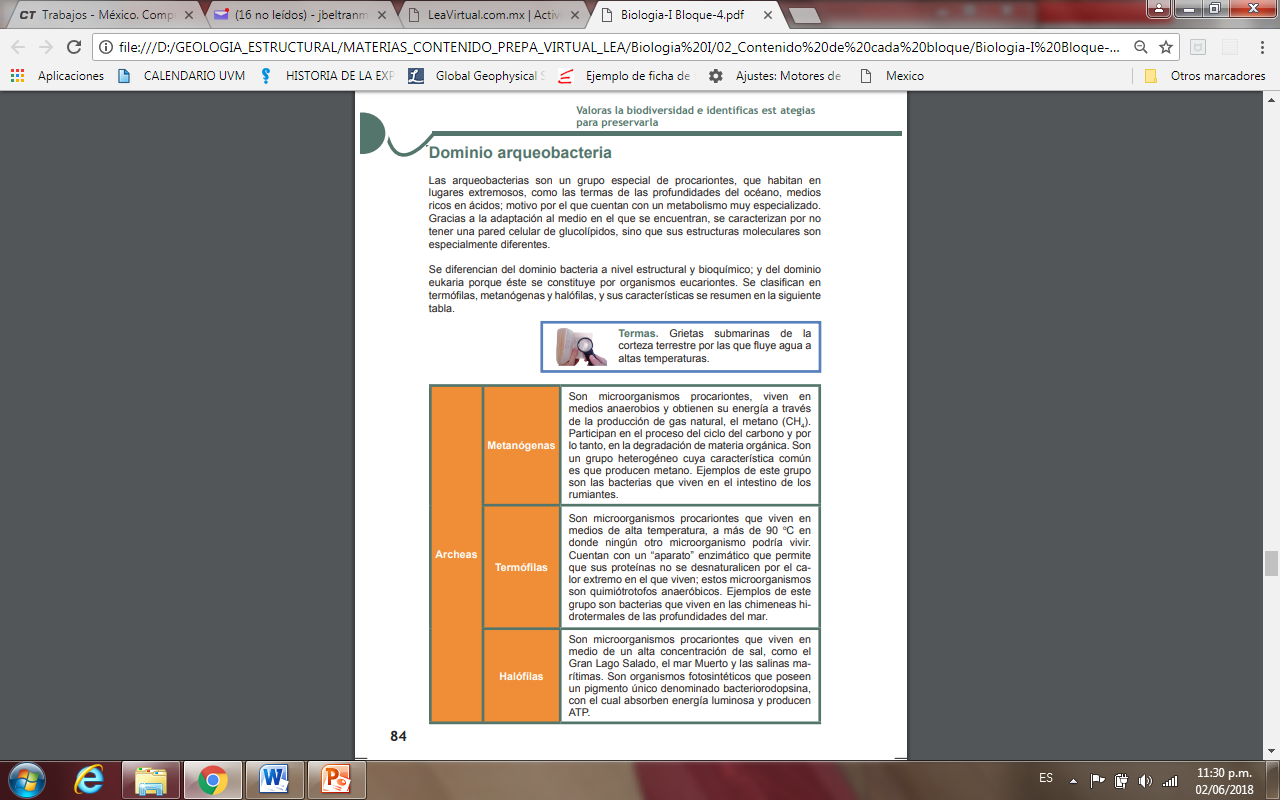 Trabajos - México. Comp
(16 no leídos) - jbeltranm
LeaVirtual.com.mx | Activ
Biologia-I Bloque-4.pdf
file:///D:/GEOLOGIA_ESTRUCTURAL/MATERIAS_CONTENIDO_PREPA_VIRTUAL_LEA/Biologia%20I/02_Contenido%20de%20cada%20bloque/Biologia-I%20Bloque-...
Aplicaciones
CALENDARIO UVM
HISTORIA DE LA EXP
Global Geophysical S
Ejemplo de ficha de
Ajustes: Motores de
Mexico
Otros marcadores
Valoras la biodiversidad e identificas est ategias
para preservarla
Dominio arqueobacteria
Las arqueobacterias son un grupo especial de procariontes, que habitan en
lugares extremosos, como las termas de las profundidades del océano, medios
ricos en ácidos; motivo por el que cuentan con un metabolismo muy especializado.
Gracias a la adaptación al medio en el que se encuentran, se caracterizan por no
tener una pared celular de glucolípidos, sino que sus estructuras moleculares son
especialmente diferentes.
Se diferencian del dominio bacteria a nivel estructural y bioquímico; y del dominio
eukaria porque éste se constituye por organismos eucariontes. Se clasifican en
termófilas, metanógenas y halófilas, y sus características se resumen en la siguiente
tabla.
Termas. Grietas submarinas de la
corteza terrestre por las que fluye agua a
altas temperaturas.
Archeas
Metanógenas
Son microorganismos procariontes, viven en
medios anaerobios y obtienen su energía a través
de la producción de gas natural, el metano (CH4).
Participan en el proceso del ciclo del carbono y por
lo tanto, en la degradación de materia orgánica. Son
un grupo heterogéneo cuya característica común
es que producen metano. Ejemplos de este grupo
son las bacterias que viven en el intestino de los
rumiantes.
Termófilas
Son microorganismos procariontes que viven en
medios de alta temperatura, a más de 90 ºC en
donde ningún otro microorganismo podría vivir.
Cuentan con un “aparato” enzimático que permite
que sus proteínas no se desnaturalicen por el ca-
lor extremo en el que viven; estos microorganismos
son quimiótrotofos anaeróbicos. Ejemplos de este
grupo son bacterias que viven en las chimeneas hi-
drotermales de las profundidades del mar.
Halófilas
Son microorganismos procariontes que viven en
medio de un alta concentración de sal, como el
Gran Lago Salado, el mar Muerto y las salinas ma-
rítimas. Son organismos fotosintéticos que poseen
un pigmento único denominado bacteriorodopsina,
con el cual absorben energía luminosa y producen
ATP.
84
ES
11:30 p.m.
02/06/2018